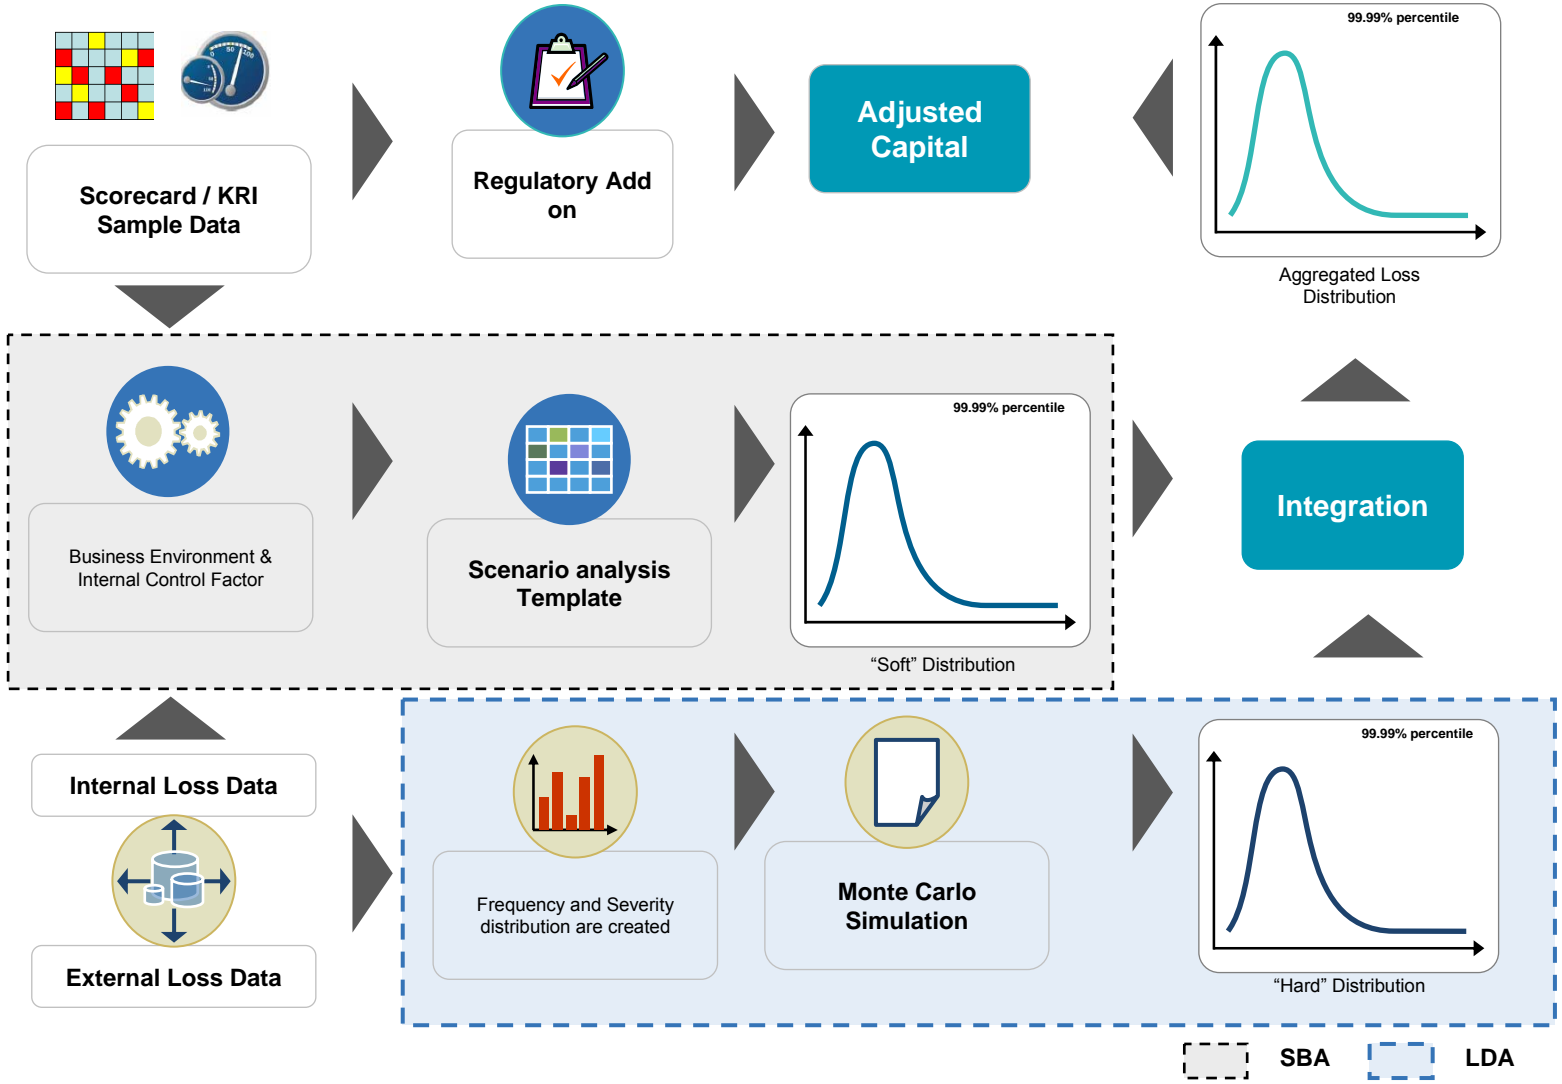 99.99% percentile
Adjusted
Capital
Regulatory Add
on
Scorecard / KRI
Sample Data
Aggregated Loss
Distribution
99.99% percentile
Business Environment &
Internal Control Factor
Scenario analysis
Template
Integration
“Soft” Distribution
99.99% percentile
Internal Loss Data
Frequency and Severity
distribution are created
Monte Carlo
Simulation
External Loss Data
“Hard” Distribution
SBA
LDA